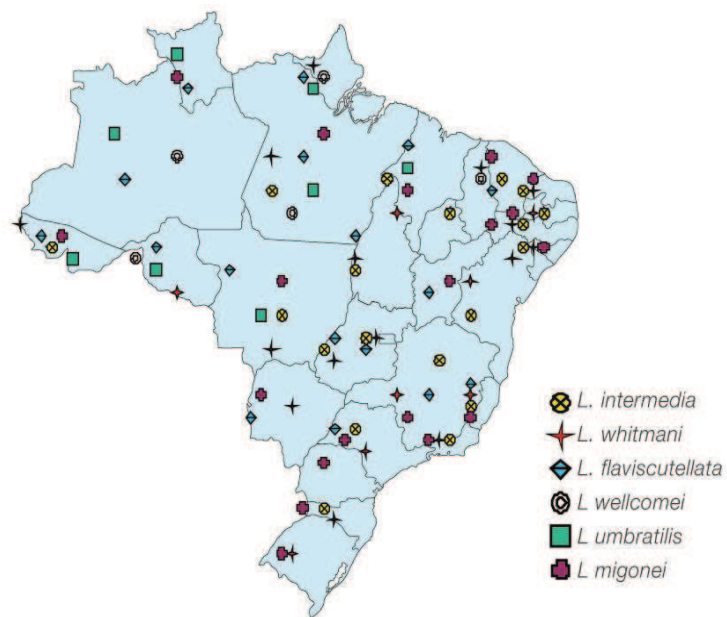 L. intermedia
L. whitmani
L. flaviscutellata
L wellcomei
L umbratilis
L migonei